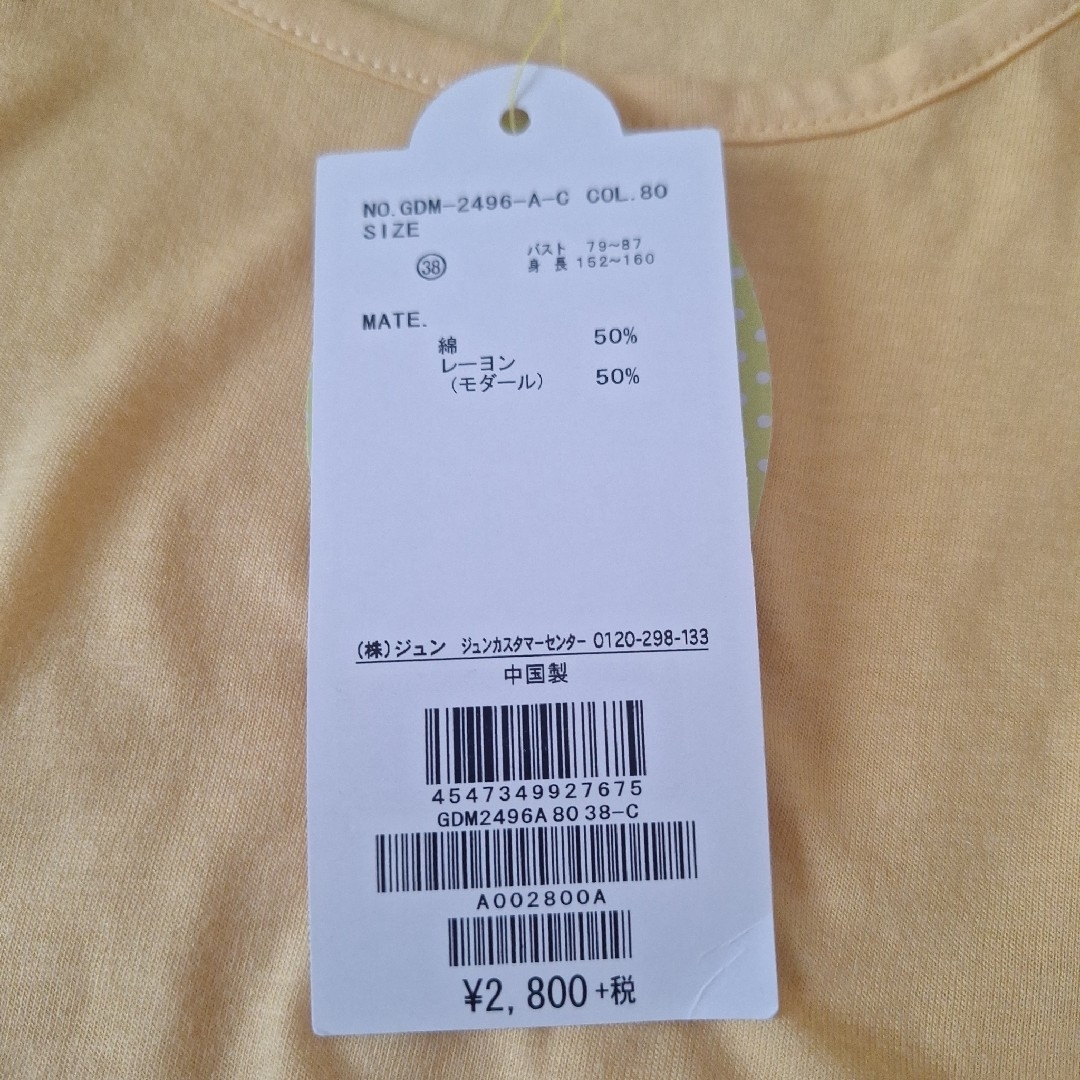 NO.GDM-2496-A-C COL.80
SIZE
㊳ バスト 79~87
身 長 152~160
MATE.
綿 50%
レーヨン
(モダール) 50%
(株)ジュン ジュンカスタマーセンター 0120-298-133
中国製
4547349927675
GDM2496A 80 38-C
A002800A
¥2,800+税